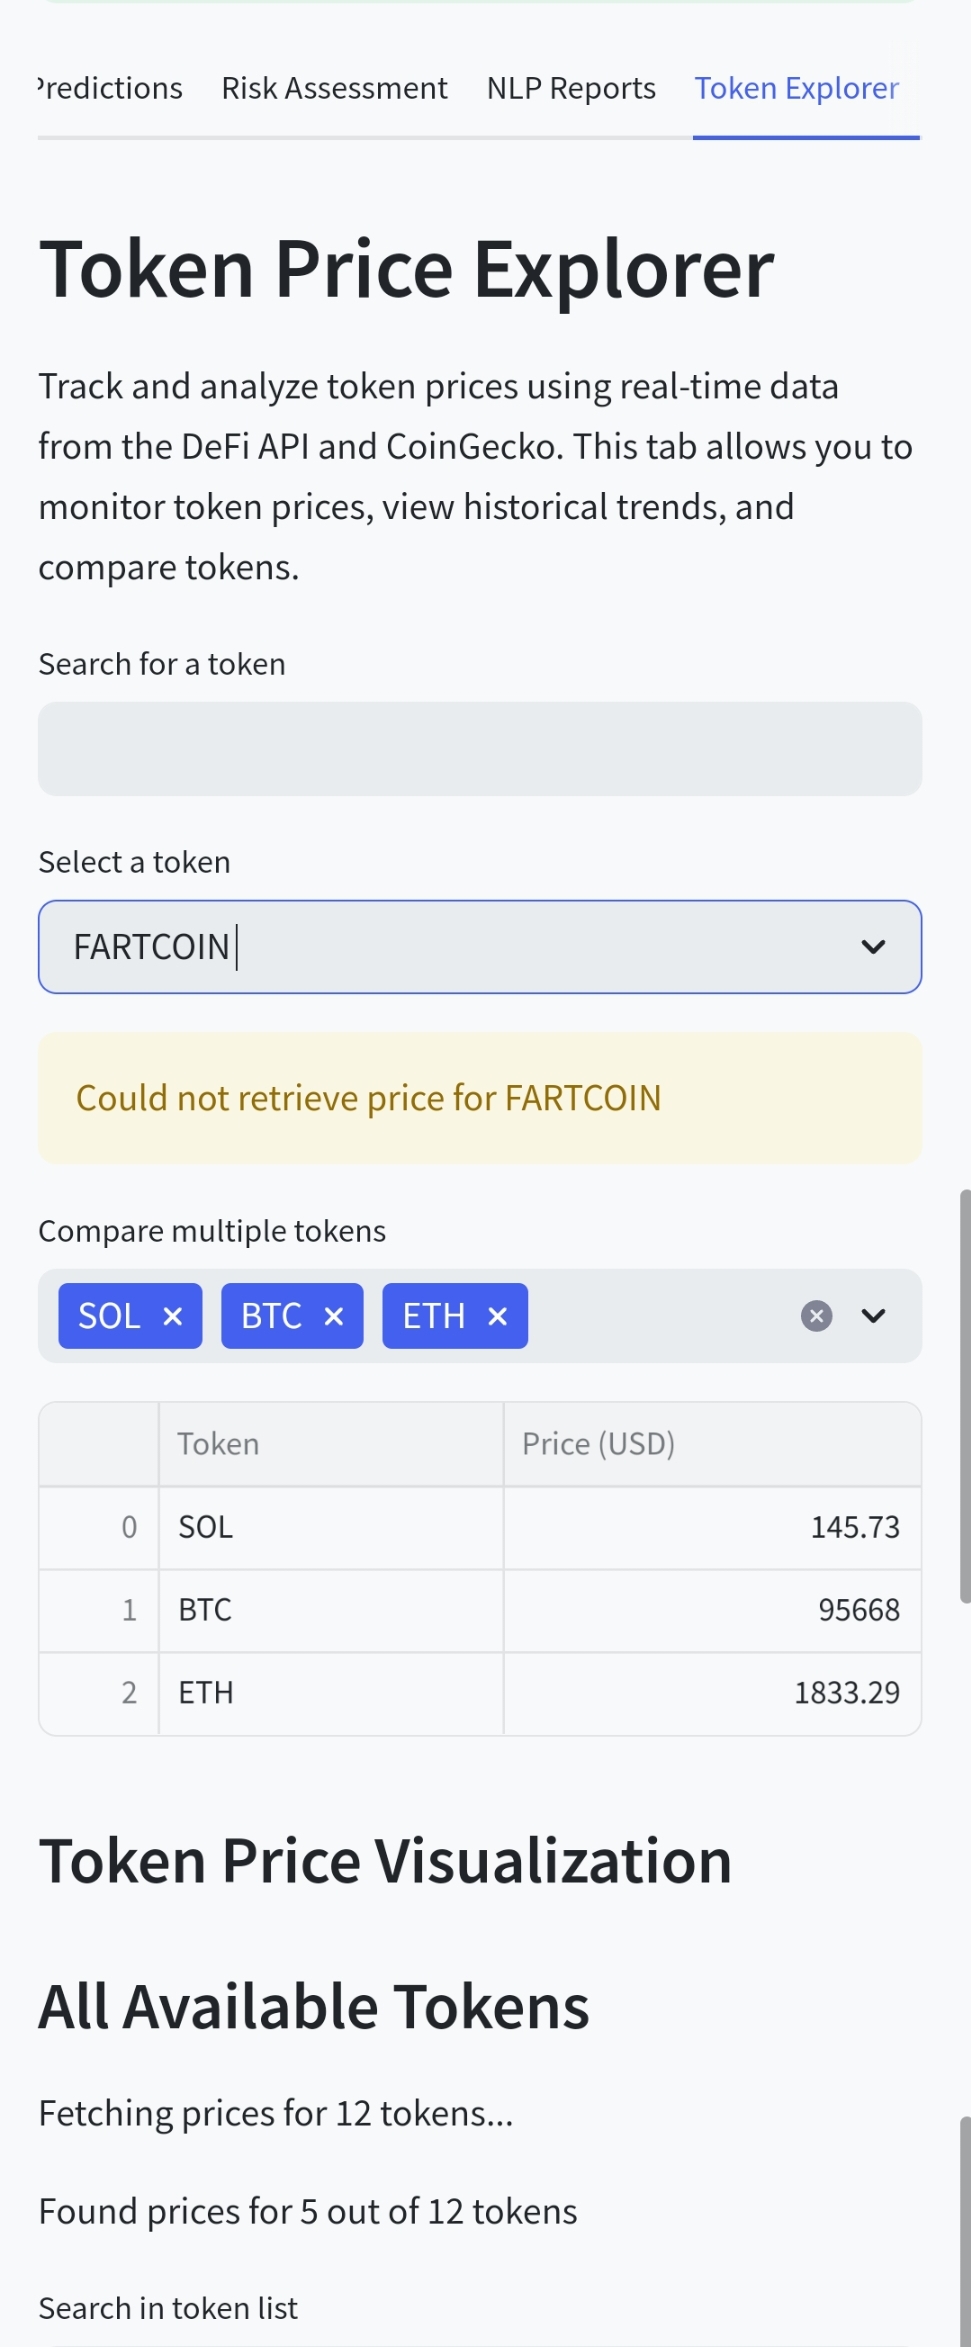 Predictions Risk Assessment NLP Reports Token Explorer
Token Price Explorer
Track and analyze token prices using real-time data
from the DeFi API and CoinGecko. This tab allows you to
monitor token prices, view historical trends, and
compare tokens.
Search for a token
Select a token
FARTCOIN
Could not retrieve price for FARTCOIN
Compare multiple tokens
SOL × BTC × ETH ×
Token Price (USD)
0 SOL 145.73
1 BTC 95668
2 ETH 1833.29
Token Price Visualization
All Available Tokens
Fetching prices for 12 tokens...
Found prices for 5 out of 12 tokens
Search in token list